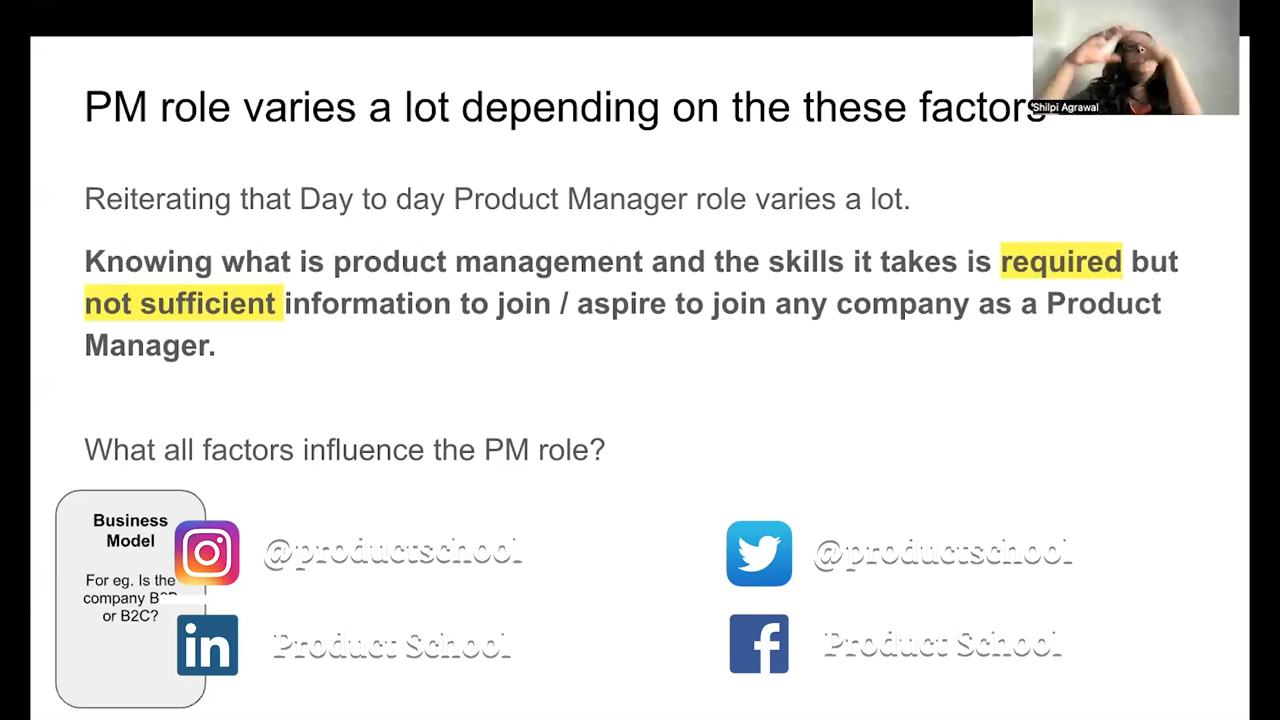 PM role varies a lot depending on the these factors
Shilpi Agrawal
Reiterating that Day to day Product Manager role varies a lot.
Knowing what is product management and the skills it takes is required but
not sufficient information to join / aspire to join any company as a Product
Manager.
What all factors influence the PM role?
Business
Model
For eg. Is the
company
or B2C?
@productschool
@productschool
in Product School
f Product School